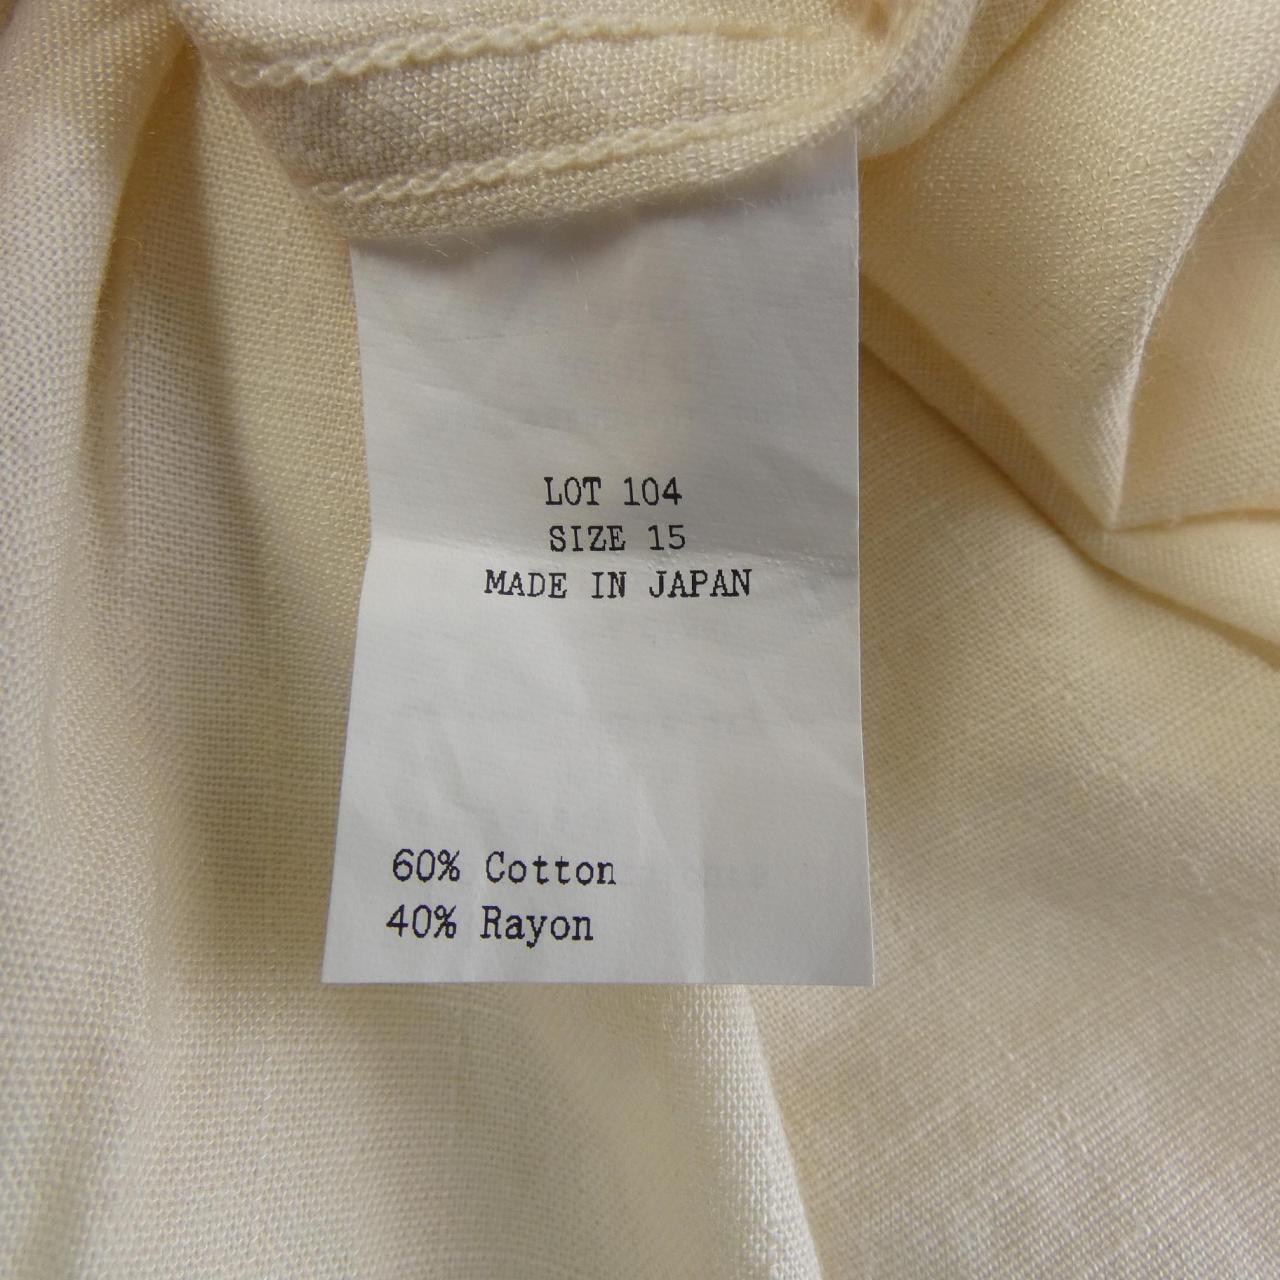 LOT 104
SIZE 15
MADE IN JAPAN
60% Cotton
40% Rayon